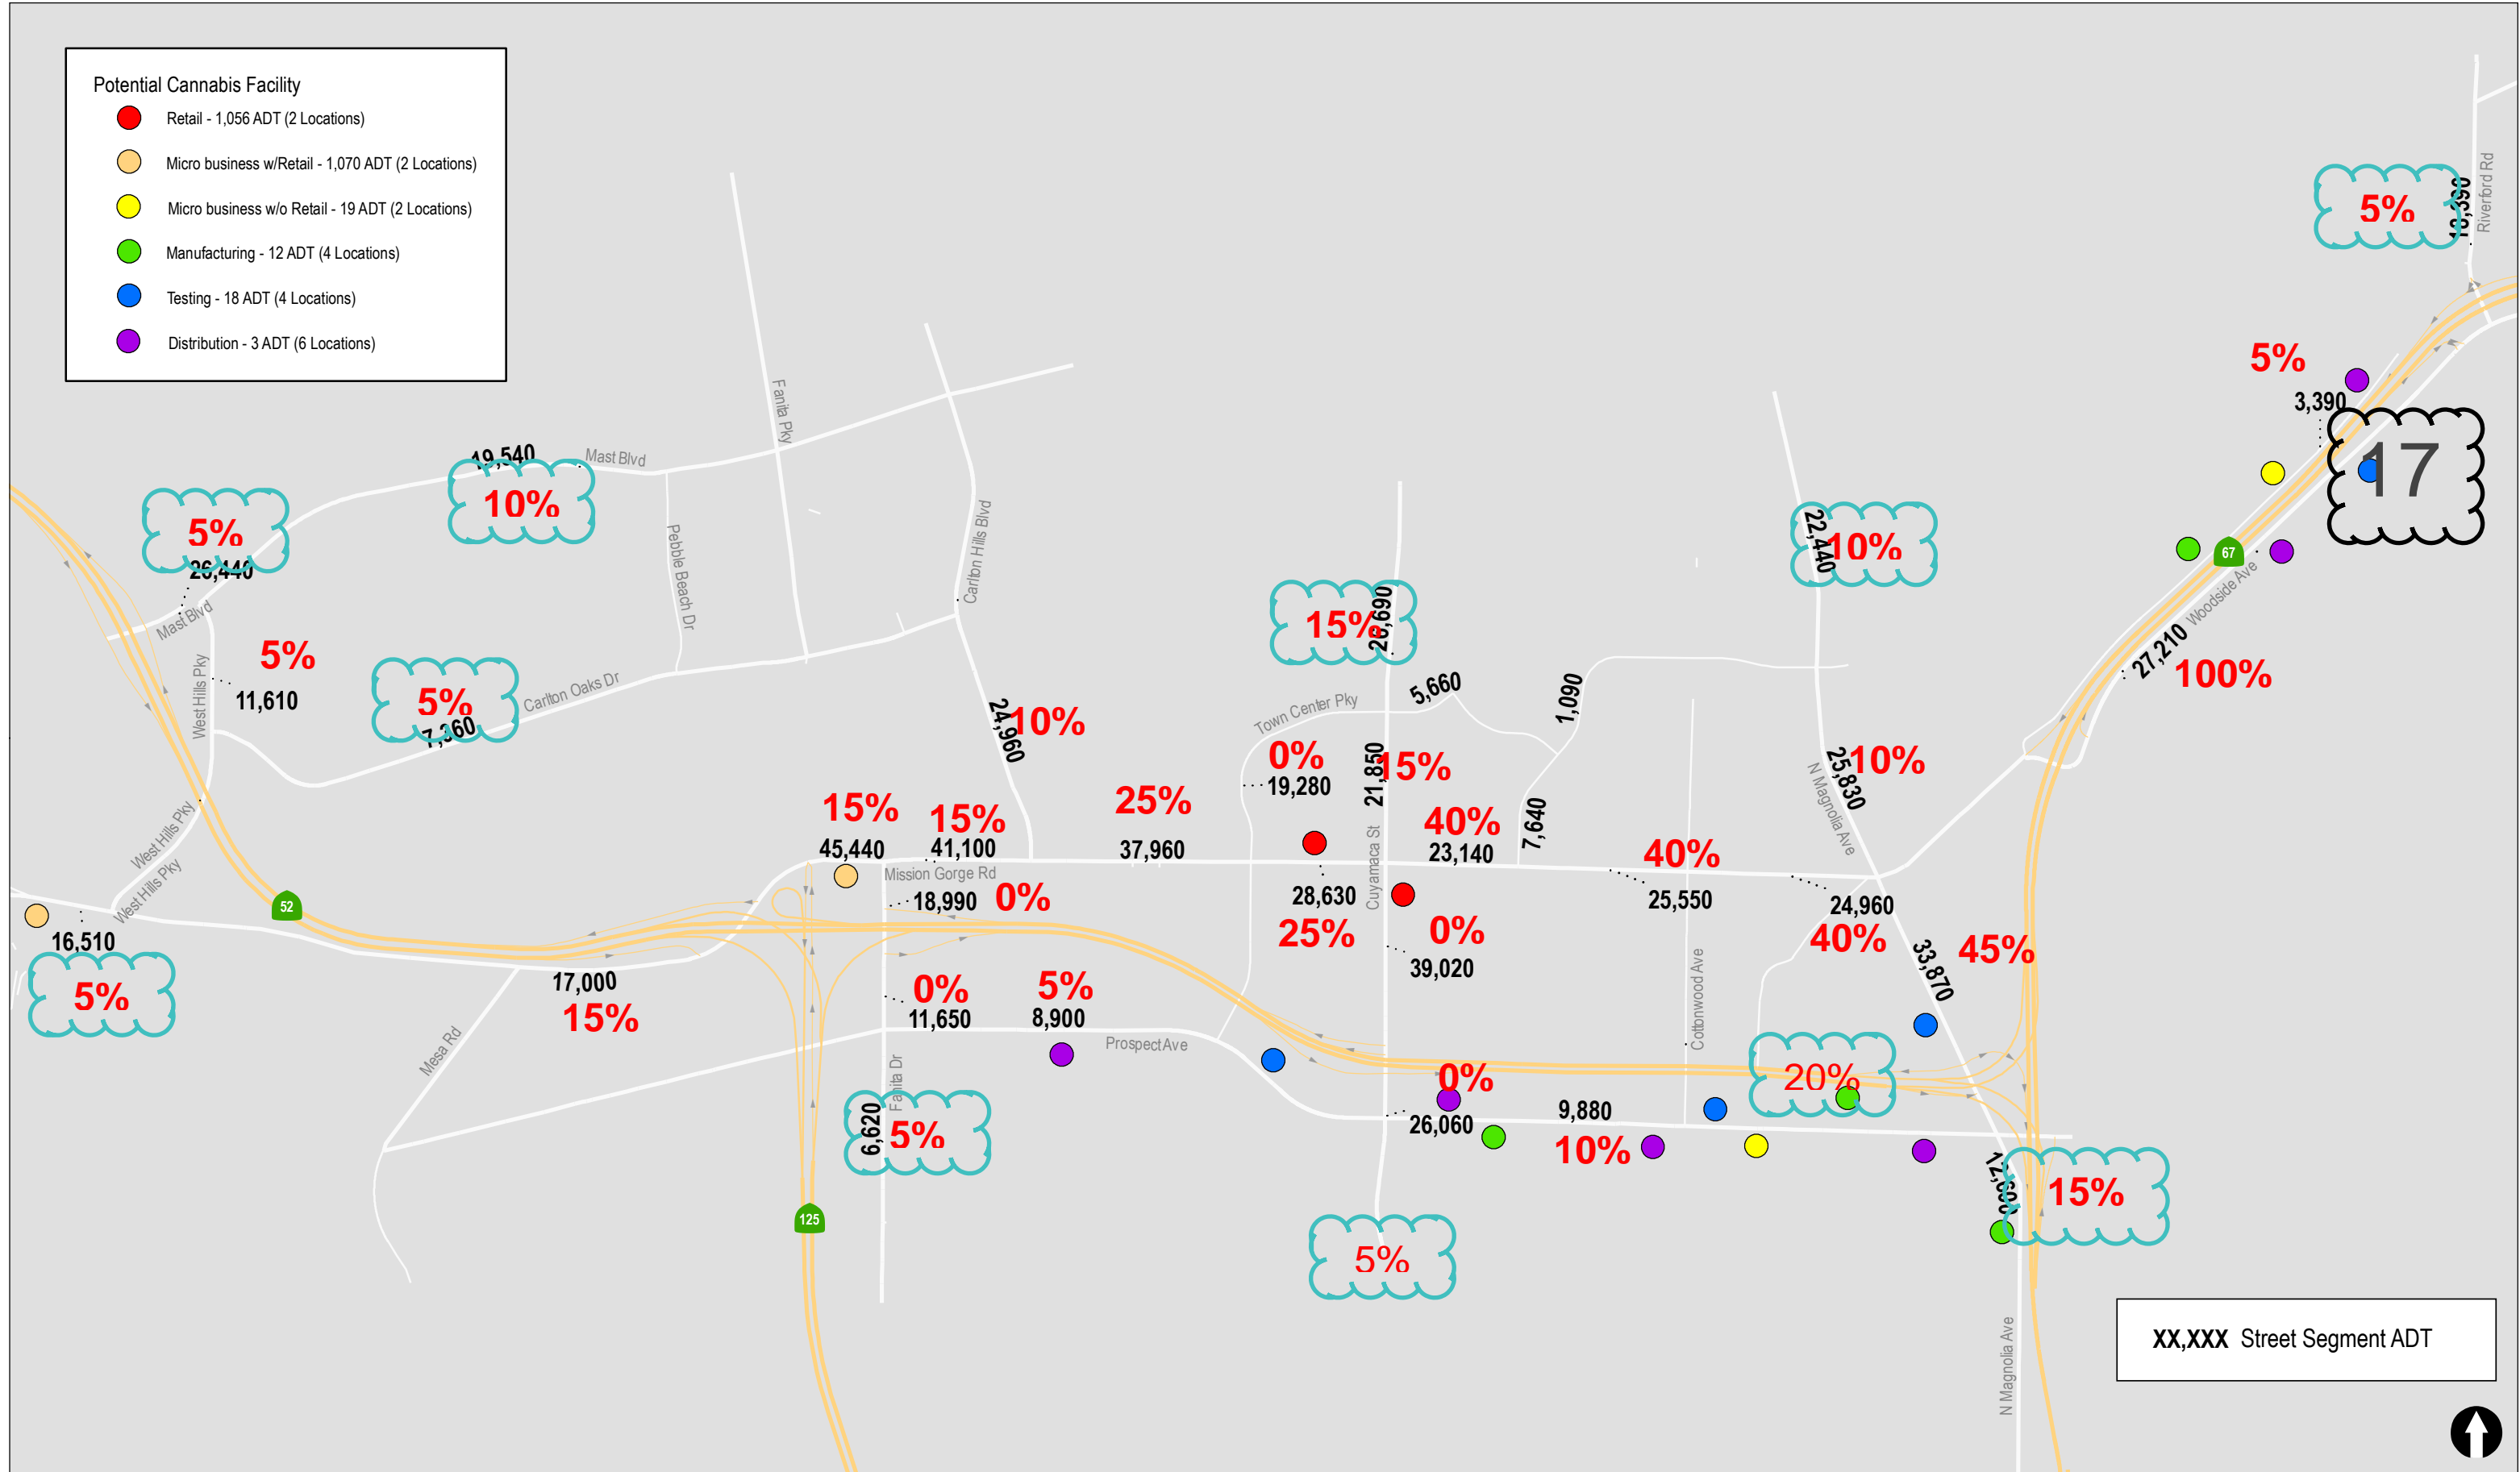 Potential Cannabis Facility
Retail - 1,056 ADT (2 Locations)
Micro business w/Retail - 1,070 ADT (2 Locations)
Micro business w/o Retail - 19 ADT (2 Locations)
Manufacturing - 12 ADT (4 Locations)
Testing - 18 ADT (4 Locations)
Distribution - 3 ADT (6 Locations)
5%
Riverford Rd
5%
3,390
17
67
Woodside Ave
27,210
100%
Fanita Pky
19,540
Mast Blvd
10%
5%
26,440
Mast Blvd
Pebble Beach Dr
Carlton Hills Blvd
22,440
10%
15%
5%
West Hills Pky
11,610
5%
7,360
Carlton Oaks Dr
24,960
10%
Town Center Pky
5,660
1,090
0%
19,280
21,850
15%
25,830
10%
N Magnolia Ave
15%
45,440
15%
41,100
25%
37,960
40%
23,140
7,640
40%
25,550
West Hills Pky
West Hills Pky
52
Mission Gorge Rd
18,990
0%
28,630
25%
Cuyamaca St
0%
39,020
24,960
40%
33,870
45%
16,510
5%
17,000
15%
0%
11,650
5%
8,900
Prospect Ave
Cottonwood Ave
Mesa Rd
Fanita Dr
6,620
5%
0%
26,060
9,880
10%
20%
15%
125
5%
N Magnolia Ave
XX,XXX Street Segment ADT